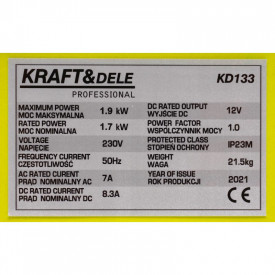 KRAFT&DELE
PROFESSIONAL
KD133
MAXIMUM POWER
MOC MAKSYMALNA
1.9 kW
RATED POWER
MOC NOMINALNA
1.7 kW
VOLTAGE
NAPIĘCIE
230V
FREQUENCY CURRENT
CZĘSTOTLIWOŚĆ
50Hz
AC RATED CURRENT
PRĄD NOMINALNY AC
7A
DC RATED CURRENT
PRĄD NOMINALNY DC
8.3A
DC RATED OUTPUT
WYJŚCIE DC
12V
POWER FACTOR
WSPÓŁCZYNNIK MOCY
1.0
PROTECTED CLASS
STOPIEŃ OCHRONY
IP23M
WEIGHT
WAGA
21.5kg
YEAR OF ISSUE
ROK PRODUKCJI
2021
CE